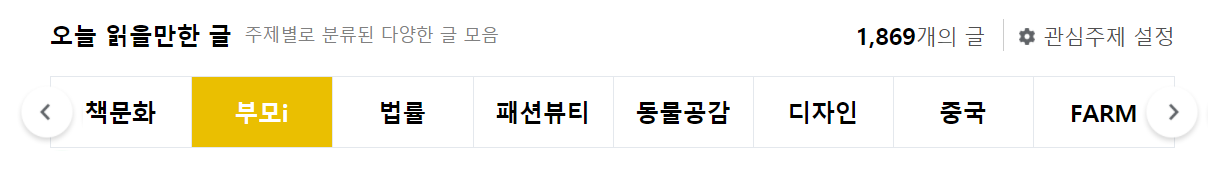 오늘 읽을만한 글 주제별로 분류된 다양한 글 모음 1,869개의 글 관심주제 설정
책문화 부모i 법률 패션뷰티 동물공감 디자인 중국 FARM